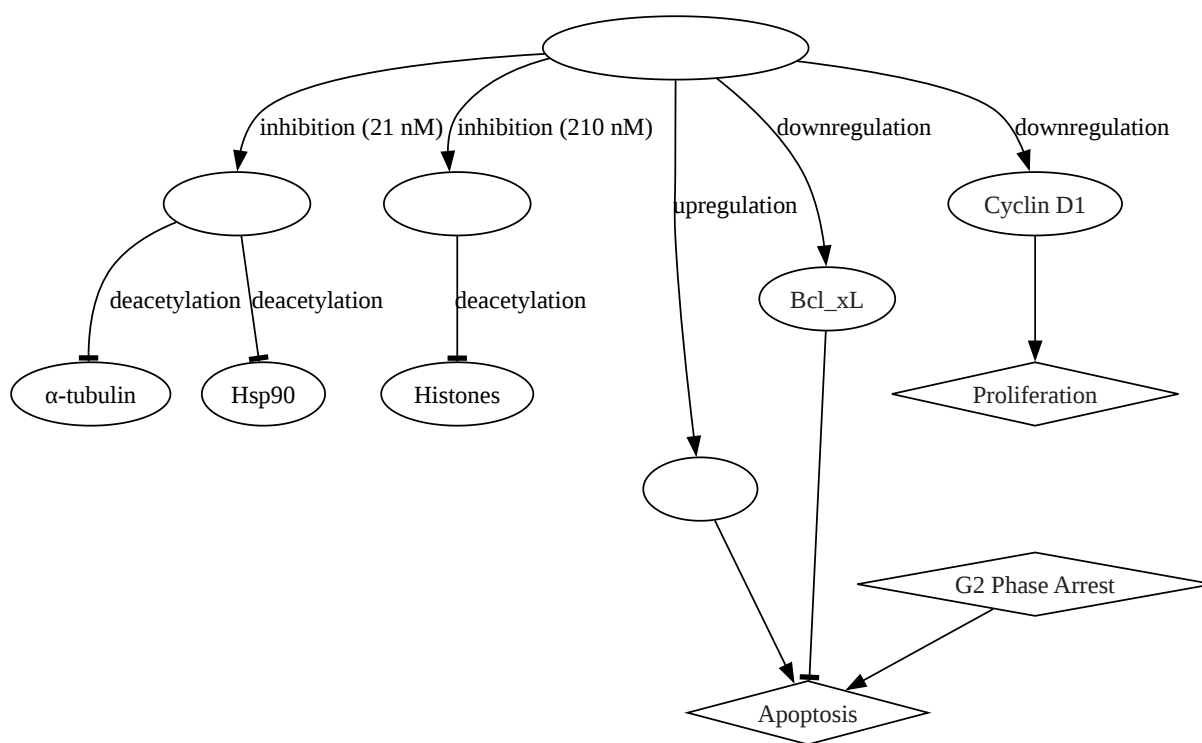 inhibition (21 nM)
inhibition (210 nM)
downregulation
downregulation
upregulation
Cyclin D1
deacetylation
deacetylation
deacetylation
Bcl_xL
α-tubulin
Hsp90
Histones
Proliferation
G2 Phase Arrest
Apoptosis